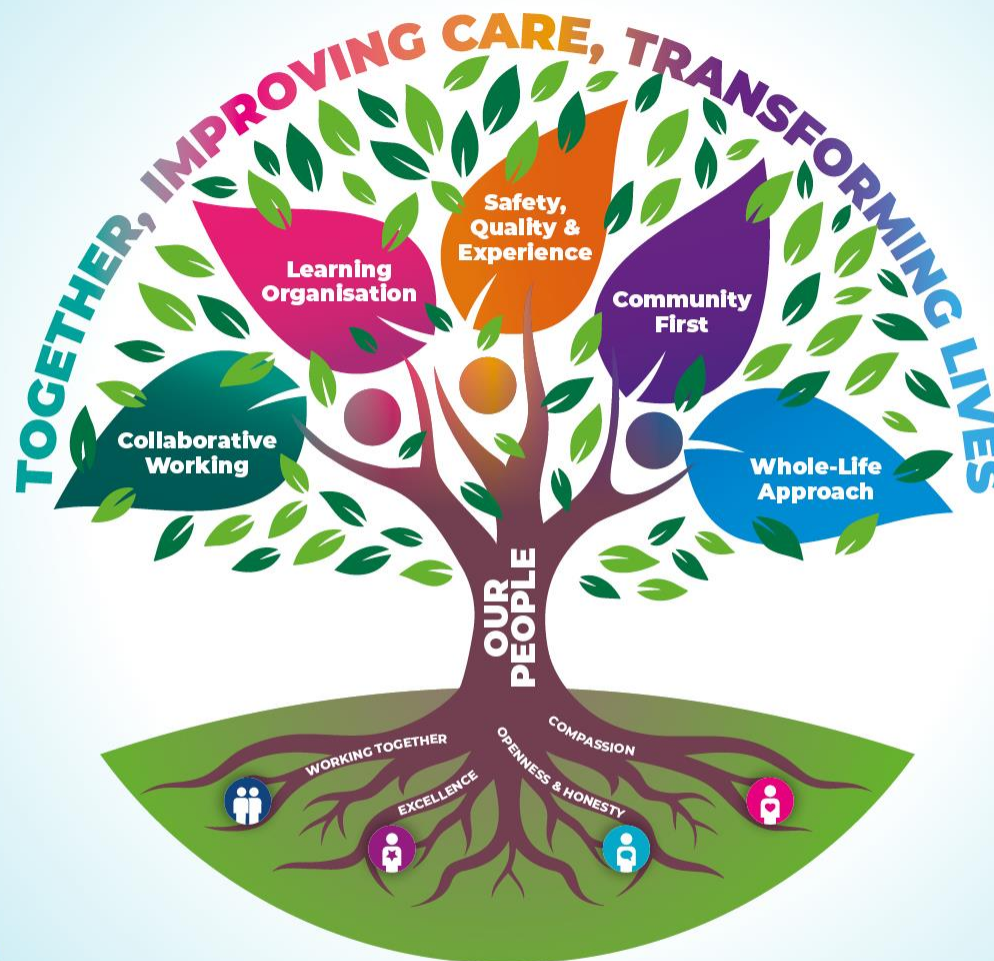 TOGETHER, IMPROVING CARE, TRANSFORMING LIVES
Safety,
Quality &
Experience
Learning
Organisation
Community
First
Collaborative
Working
Whole-Life
Approach
OUR
PEOPLE
WORKING TOGETHER
EXCELLENCE
OPENNESS & HONESTY
COMPASSION